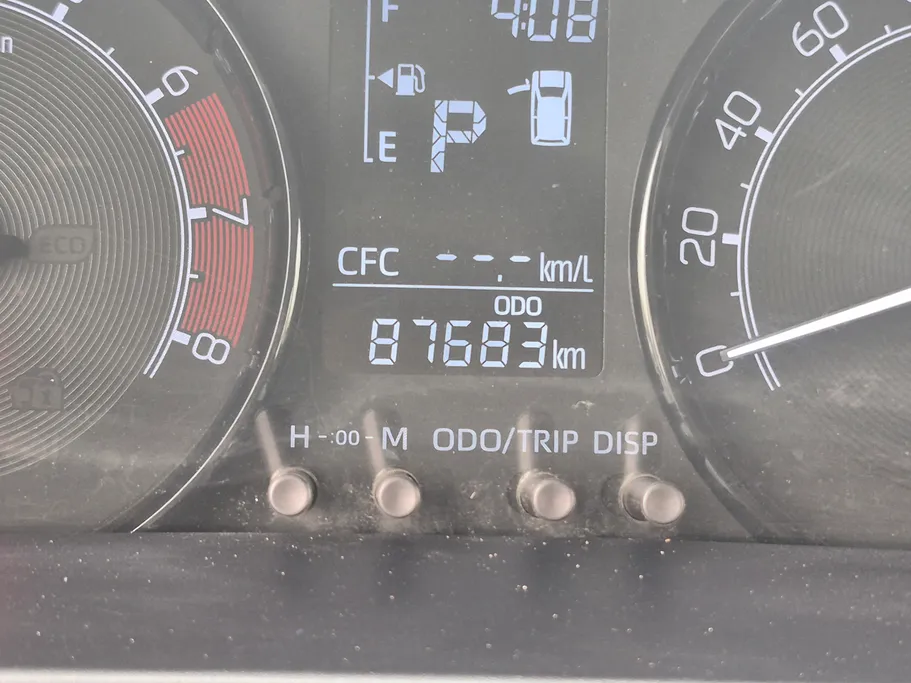 n
6
7
8
ECO
F
4:08
E
P
CFC --.- km/l
ODO
87683 km
H -:00- M ODO/TRIP DISP
60
40
20
0